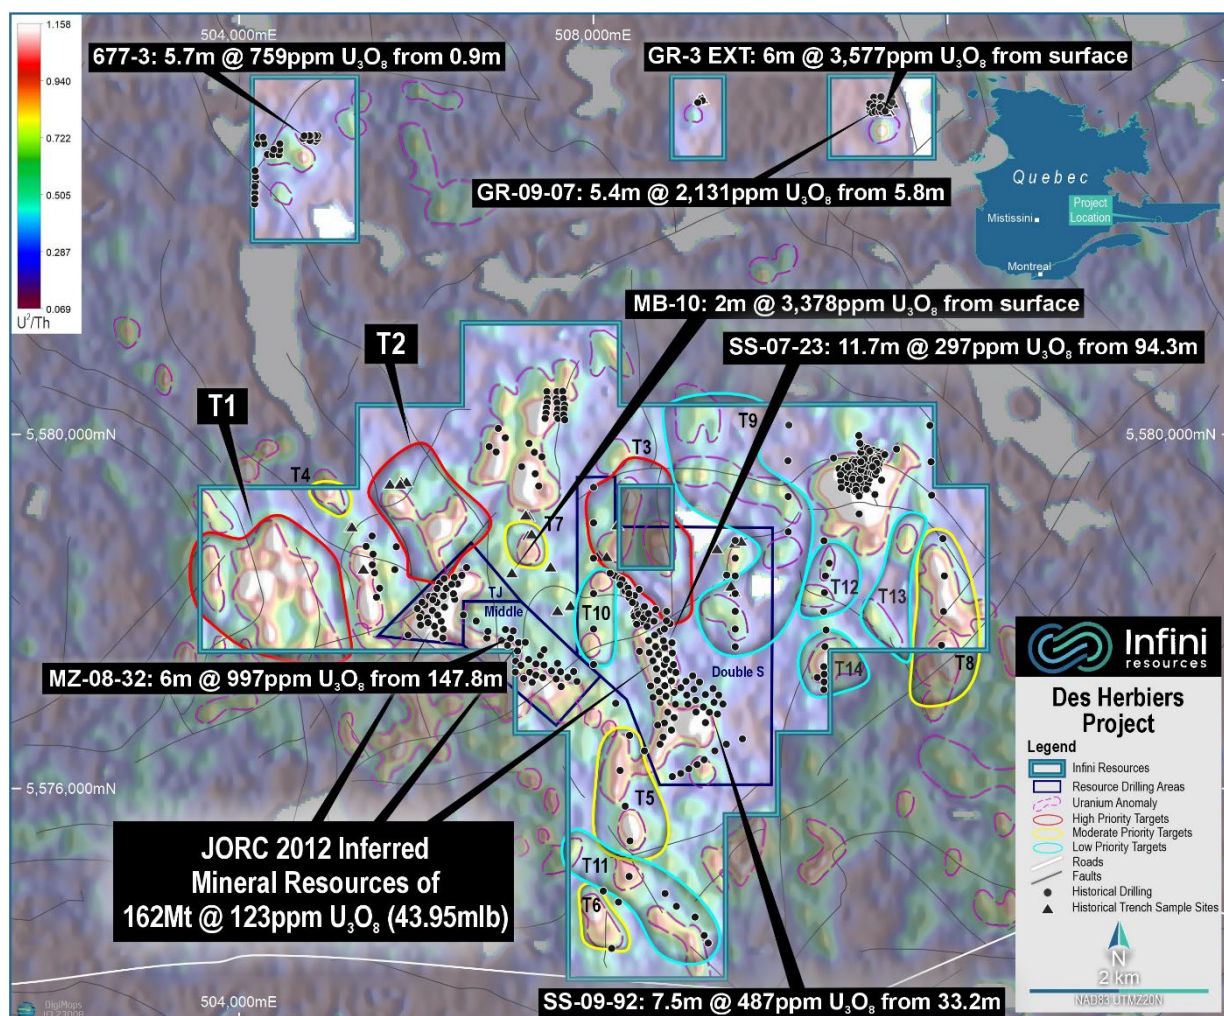 504,000mE
508,000mE
1.158
0.940
0.722
0.505
0.287
0.069
U²/Th
677-3: 5.7m @ 759ppm U₃O₈ from 0.9m
GR-3 EXT: 6m @ 3,577ppm U₃O₈ from surface
GR-09-07: 5.4m @ 2,131ppm U₃O₈ from 5.8m
Quebec
Mistissini
Project
Location
Montreal
MB-10: 2m @ 3,378ppm U₃O₈ from surface
SS-07-23: 11.7m @ 297ppm U₃O₈ from 94.3m
T2
T1
5,580,000mN
5,580,000mN
T9
T3
T4
T7
TJ
Middle
T10
T12
T13
Double S
T14
T8
MZ-08-32: 6m @ 997ppm U₃O₈ from 147.8m
5,576,000mN
T5
JORC 2012 Inferred
Mineral Resources of
162Mt @ 123ppm U₃O₈ (43.95mlb)
T11
T6
SS-09-92: 7.5m @ 487ppm U₃O₈ from 33.2m
504,000mE
Infini
resources
Des Herbiers
Project
Legend
Infini Resources
Resource Drilling Areas
Uranium Anomaly
High Priority Targets
Moderate Priority Targets
Low Priority Targets
Roads
Faults
Historical Drilling
Historical Trench Sample Sites
N
2 km
NAD83 UTMZ20N
DigiMaps